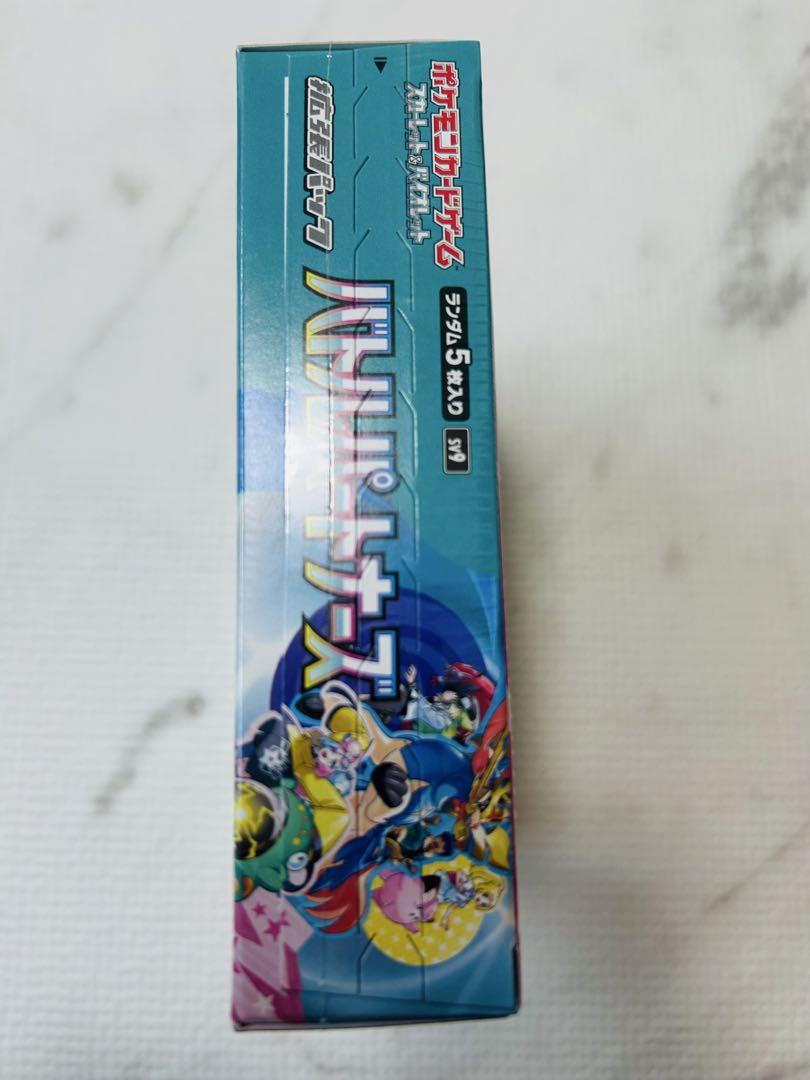 ポケモンカードゲーム
スカーレット&バイオレット
拡張パック
バトルパートナーズ
ランダム5枚入り
SV9